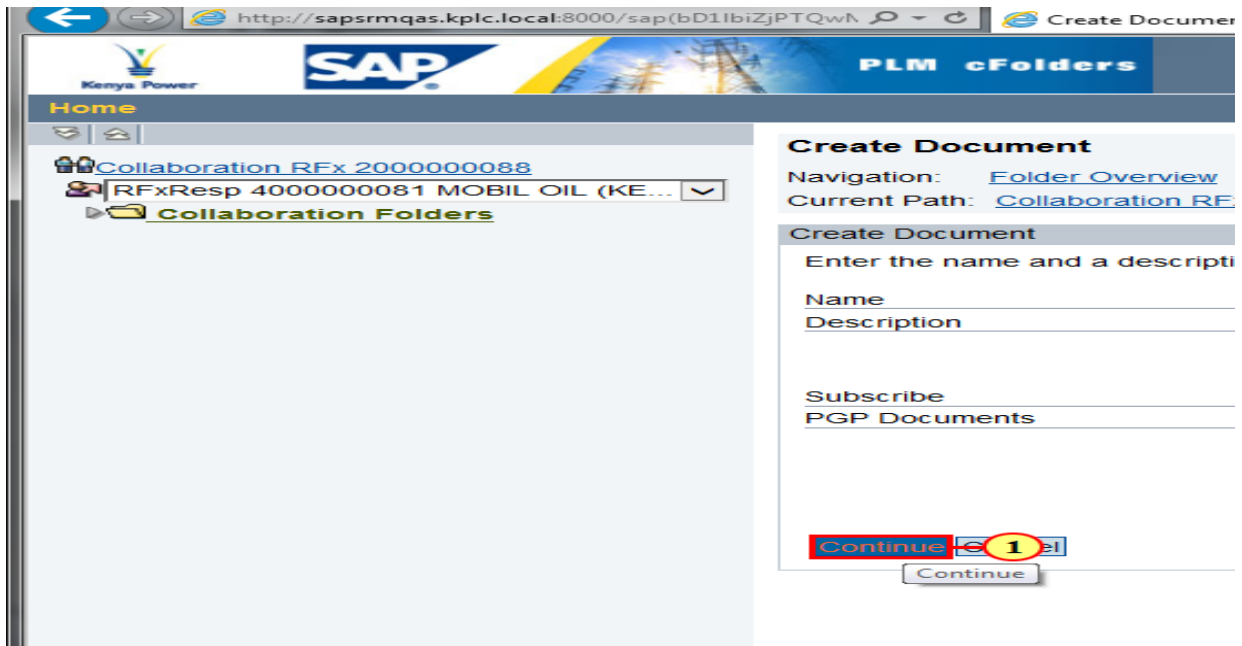 http://sapsrmqas.kplc.local:8000/sap(bD1IbiZjPTQwN
Create Documen
Kenya Power
SAP
PLM cFolders
Home
Collaboration RFx 2000000088
RFxResp 4000000081 MOBIL OIL (KE...
Collaboration Folders
Create Document
Navigation: Folder Overview
Current Path: Collaboration RF
Create Document
Enter the name and a descripti
Name
Description
Subscribe
PGP Documents
Continue
1
Continue